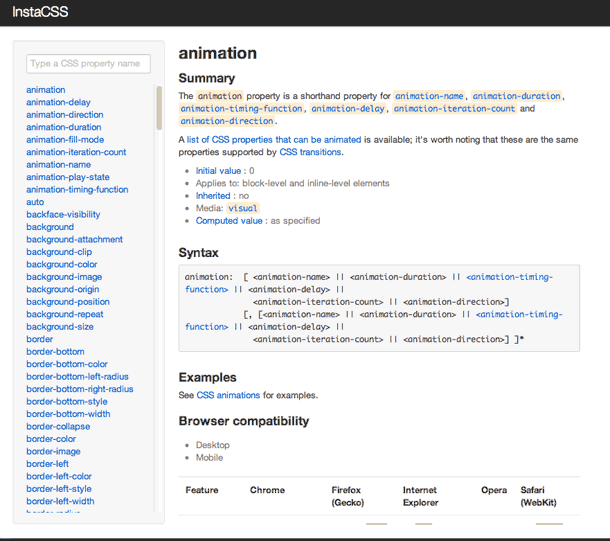 InstaCSS
Type a CSS property name
animation
animation-delay
animation-direction
animation-duration
animation-fill-mode
animation-iteration-count
animation-name
animation-play-state
animation-timing-function
auto
backface-visibility
background
background-attachment
background-clip
background-color
background-image
background-origin
background-position
background-repeat
background-size
border
border-bottom
border-bottom-color
border-bottom-left-radius
border-bottom-right-radius
border-bottom-style
border-bottom-width
border-collapse
border-color
border-image
border-left
border-left-color
border-left-style
border-left-width
border-radius
animation
Summary
The animation property is a shorthand property for animation-name, animation-duration,
animation-timing-function, animation-delay, animation-iteration-count and
animation-direction.
A list of CSS properties that can be animated is available; it's worth noting that these are the same
properties supported by CSS transitions.
• Initial value : 0
• Applies to: block-level and inline-level elements
• Inherited : no
• Media: visual
• Computed value : as specified
Syntax
animation: [ <animation-name> || <animation-duration> || <animation-timing-
function> || <animation-delay> ||
<animation-iteration-count> || <animation-direction>]
[, [<animation-name> || <animation-duration> || <animation-timing-
function> || <animation-delay> ||
<animation-iteration-count> || <animation-direction>] ]*
Examples
See CSS animations for examples.
Browser compatibility
• Desktop
• Mobile
Feature Chrome Firefox Internet Opera Safari
(Gecko) Explorer (WebKit)